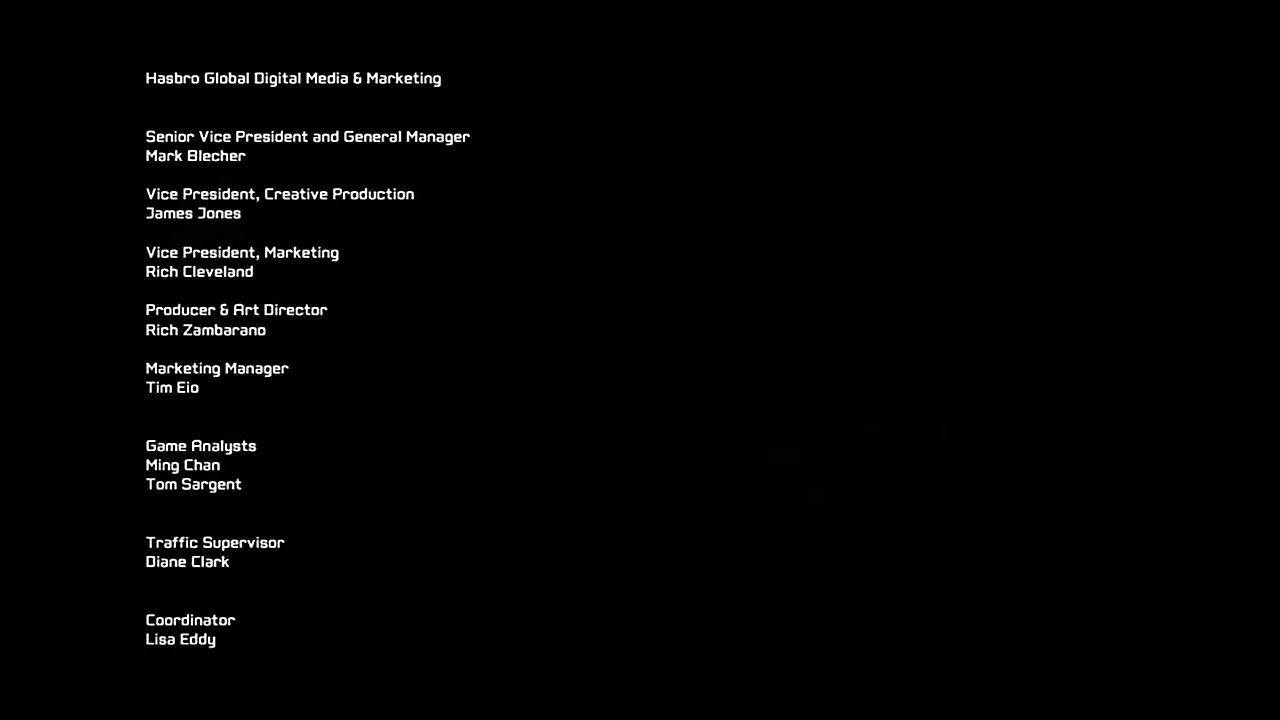 Hasbro Global Digital Media & Marketing
Senior Vice President and General Manager
Mark Blecher
Vice President, Creative Production
James Jones
Vice President, Marketing
Rich Cleveland
Producer & Art Director
Rich Zambarano
Marketing Manager
Tim Eio
Game Analysts
Ming Chan
Tom Sargent
Traffic Supervisor
Diane Clark
Coordinator
Lisa Eddy